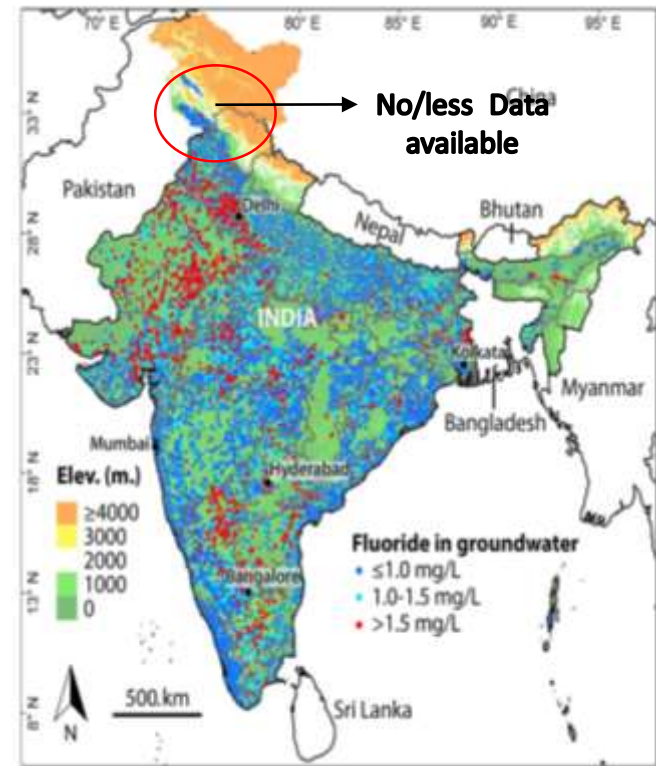 70° E
80° E
90° E
95° E
33° N
No/less Data
available
China
Pakistan
Delhi
Nepal
Bhutan
28° N
INDIA
23° N
Kolkata
Myanmar
Bangladesh
Mumbai
18° N
Hyderabad
Elev. (m.)
≥4000
3000
2000
1000
0
Fluoride in groundwater
≤1.0 mg/L
1.0-1.5 mg/L
>1.5 mg/L
Bangalore
13° N
500.km
N
Sri Lanka
8° N